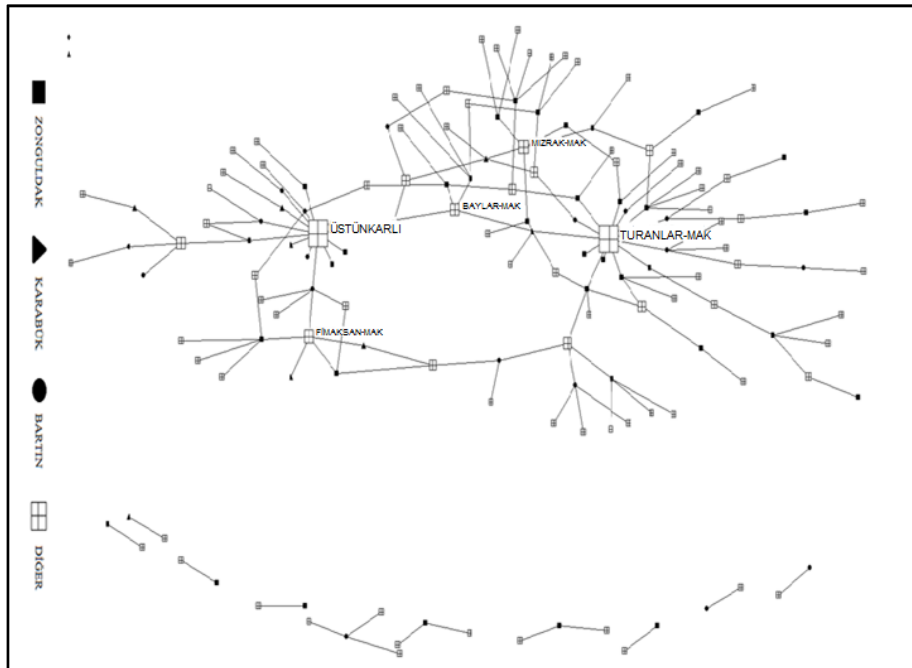 ZONGULDAK
KARABÜK
BARTIN
DİĞER
MIZRAK-MAK
BAYLAR-MAK
ÜSTÜNKARLI
TURANLAR-MAK
FİMAKSAN-MAK